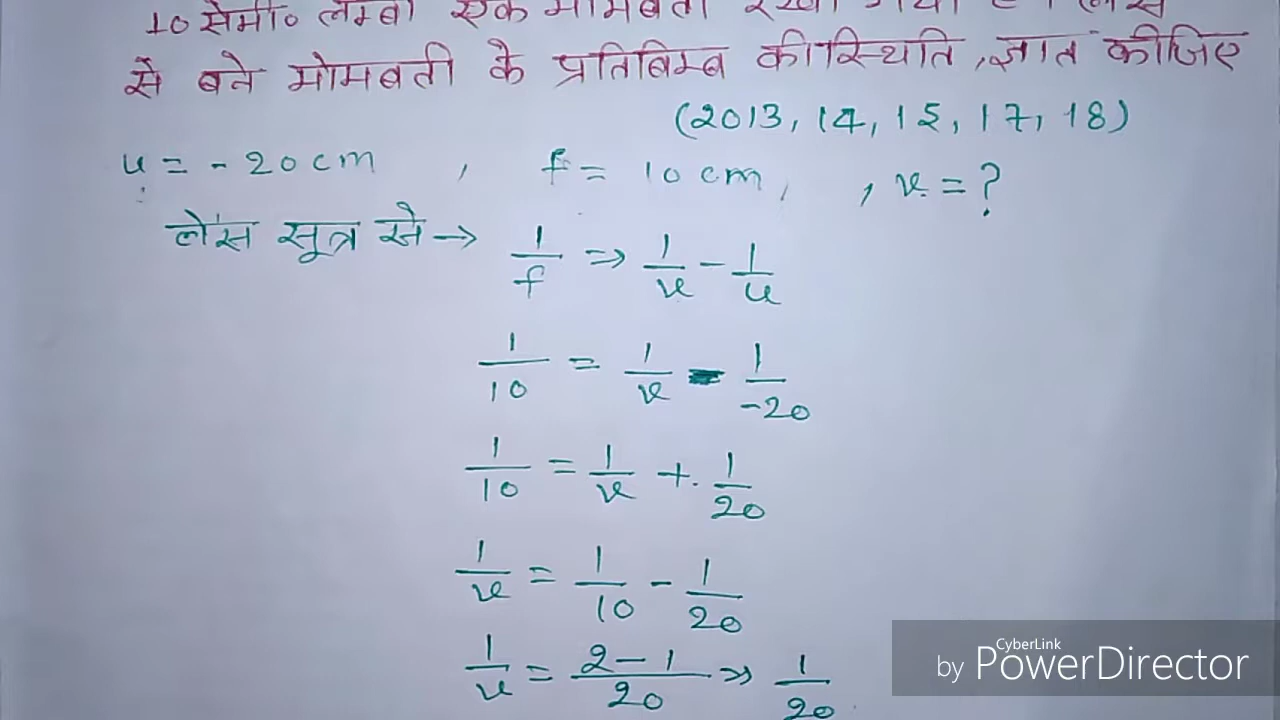 10 सेमी० लम्बी एक मोमबत्ती रखी गयी है। लेंस
से बने मोमबती के प्रतिबिम्ब की स्थिति, ज्ञात कीजिए
(2013, 14, 15, 17, 18)
u = - 20 cm , f = 10 cm, , v = ?
लेंस सूत्र से → 1/f ⇒ 1/v - 1/u
1/10 = 1/v - 1/-20
1/10 = 1/v + 1/20
1/v = 1/10 - 1/20
1/v = 2-1/20 ⇒ 1/20
CyberLink
by PowerDirector